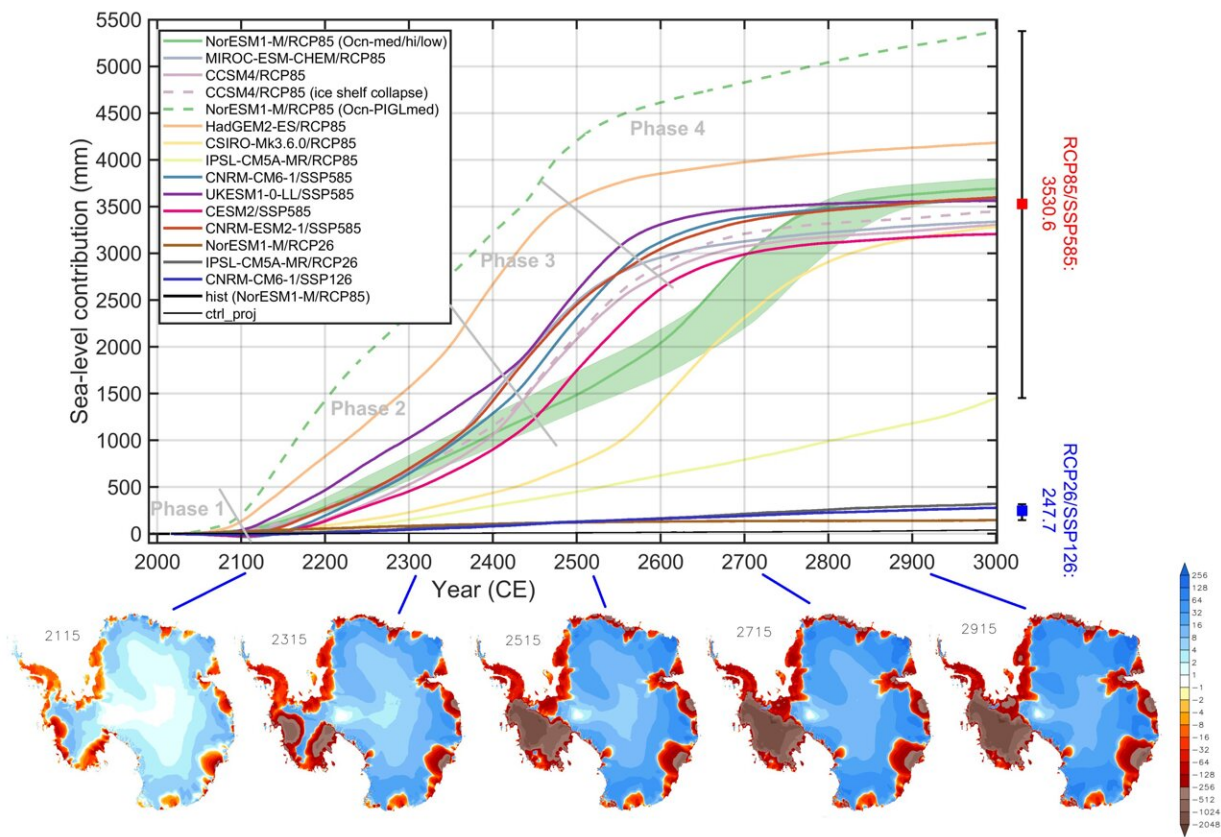 5500
5000
4500
4000
3500
3000
2500
2000
1500
1000
500
0
Sea-level contribution (mm)
NorESM1-M/RCP85 (Ocn-med/hi/low)
MIROC-ESM-CHEM/RCP85
CCSM4/RCP85
CCSM4/RCP85 (ice shelf collapse)
NorESM1-M/RCP85 (Ocn-PIGLmed)
HadGEM2-ES/RCP85
CSIRO-Mk3.6.0/RCP85
IPSL-CM5A-MR/RCP85
CNRM-CM6-1/SSP585
UKESM1-0-LL/SSP585
CESM2/SSP585
CNRM-ESM2-1/SSP585
NorESM1-M/RCP26
IPSL-CM5A-MR/RCP26
CNRM-CM6-1/SSP126
hist (NorESM1-M/RCP85)
ctrl_proj
Phase 4
Phase 3
Phase 2
Phase 1
RCP85/SSP585:
3530.6
RCP26/SSP126:
247.7
2000 2100 2200 2300 2400 2500 2600 2700 2800 2900 3000
Year (CE)
2115
2315
2515
2715
2915
256
128
64
32
16
8
4
2
1
−1
−2
−4
−8
−16
−32
−64
−128
−256
−512
−1024
−2048